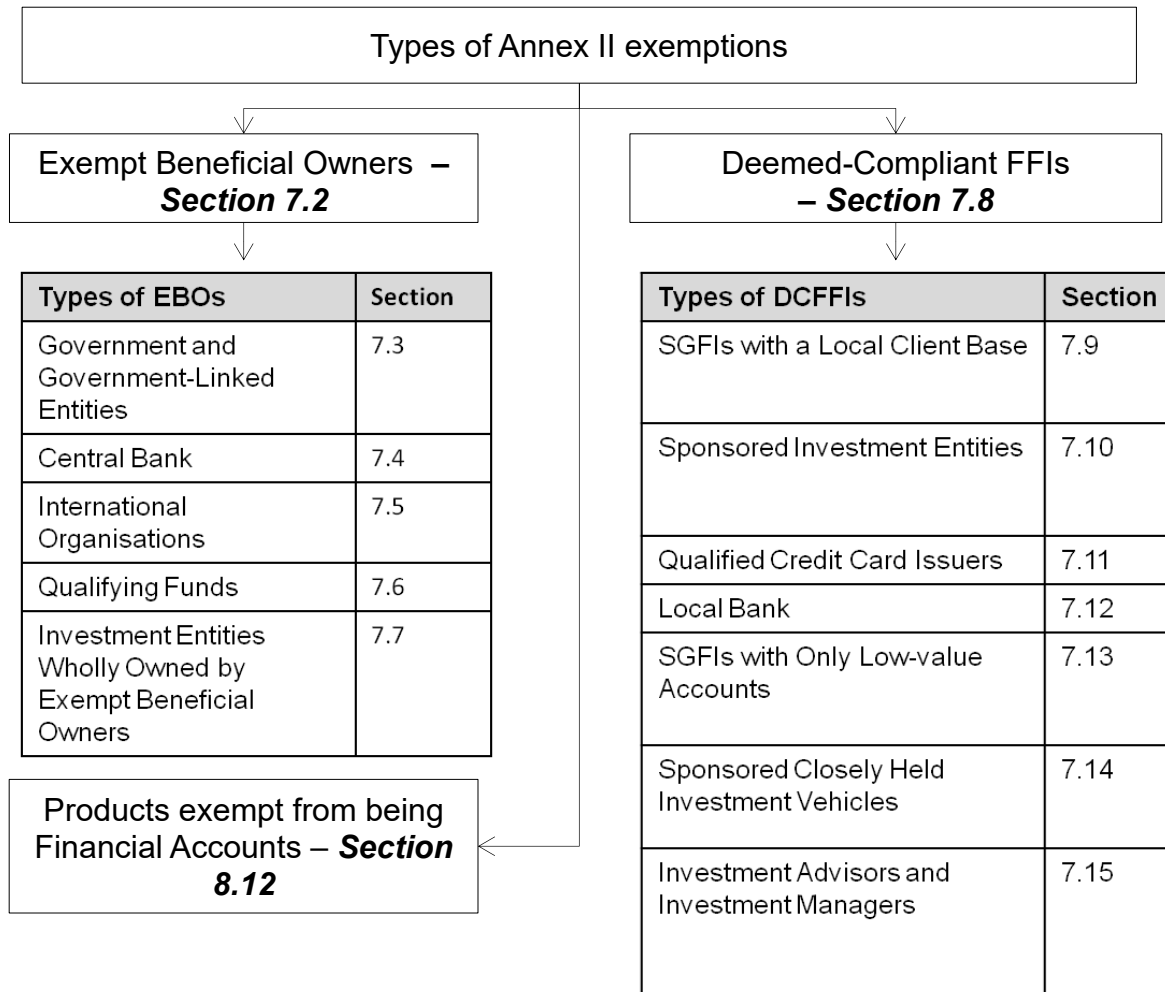 Types of Annex II exemptions
Exempt Beneficial Owners –
Section 7.2
Types of EBOs Section
Government and 7.3
Government-Linked
Entities
Central Bank 7.4
International 7.5
Organisations
Qualifying Funds 7.6
Investment Entities 7.7
Wholly Owned by
Exempt Beneficial
Owners
Products exempt from being
Financial Accounts – Section
8.12
Deemed-Compliant FFIs
– Section 7.8
Types of DCFFIs Section
SGFIs with a Local Client Base 7.9
Sponsored Investment Entities 7.10
Qualified Credit Card Issuers 7.11
Local Bank 7.12
SGFIs with Only Low-value 7.13
Accounts
Sponsored Closely Held 7.14
Investment Vehicles
Investment Advisors and 7.15
Investment Managers